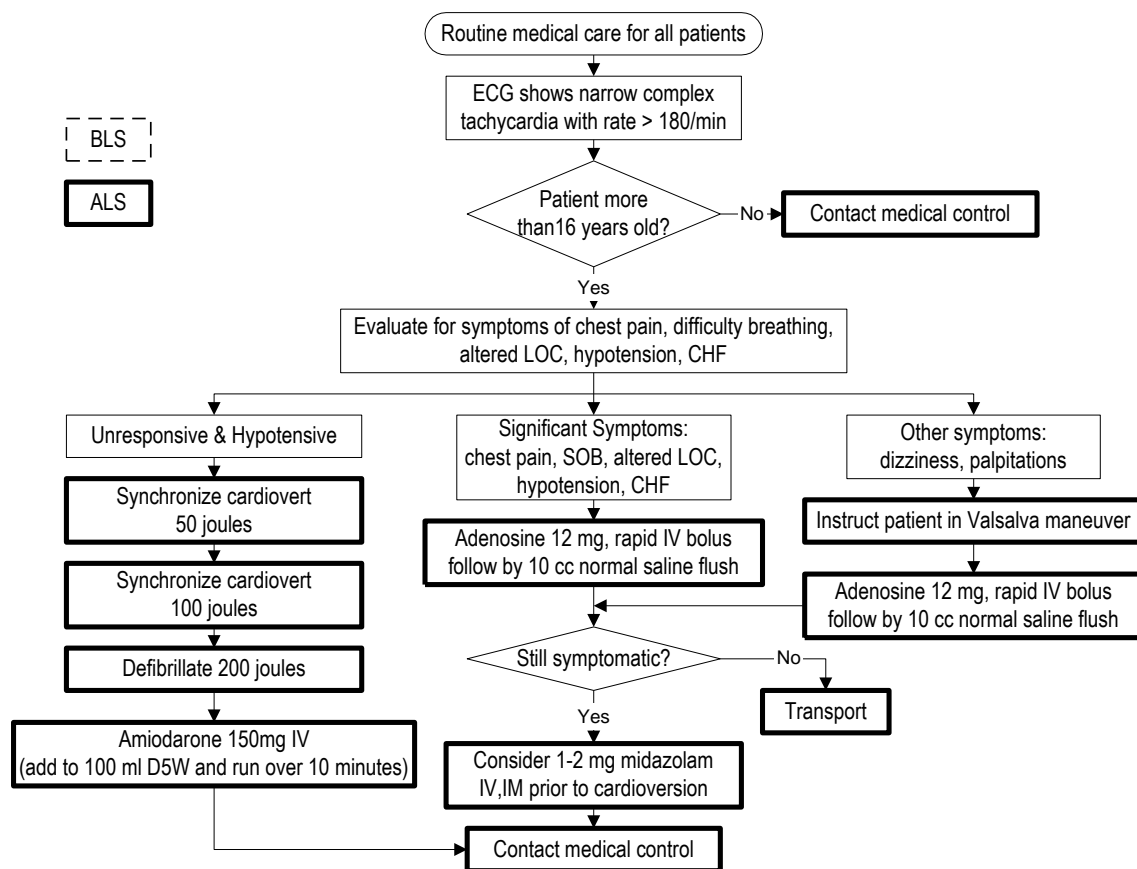 Routine medical care for all patients
ECG shows narrow complex
tachycardia with rate > 180/min
BLS
ALS
Patient more
than16 years old?
No
Contact medical control
Yes
Evaluate for symptoms of chest pain, difficulty breathing,
altered LOC, hypotension, CHF
Unresponsive & Hypotensive
Synchronize cardiovert
50 joules
Synchronize cardiovert
100 joules
Defibrillate 200 joules
Amiodarone 150mg IV
(add to 100 ml D5W and run over 10 minutes)
Significant Symptoms:
chest pain, SOB, altered LOC,
hypotension, CHF
Adenosine 12 mg, rapid IV bolus
follow by 10 cc normal saline flush
Other symptoms:
dizziness, palpitations
Instruct patient in Valsalva maneuver
Adenosine 12 mg, rapid IV bolus
follow by 10 cc normal saline flush
Still symptomatic?
No
Transport
Yes
Consider 1-2 mg midazolam
IV,IM prior to cardioversion
Contact medical control